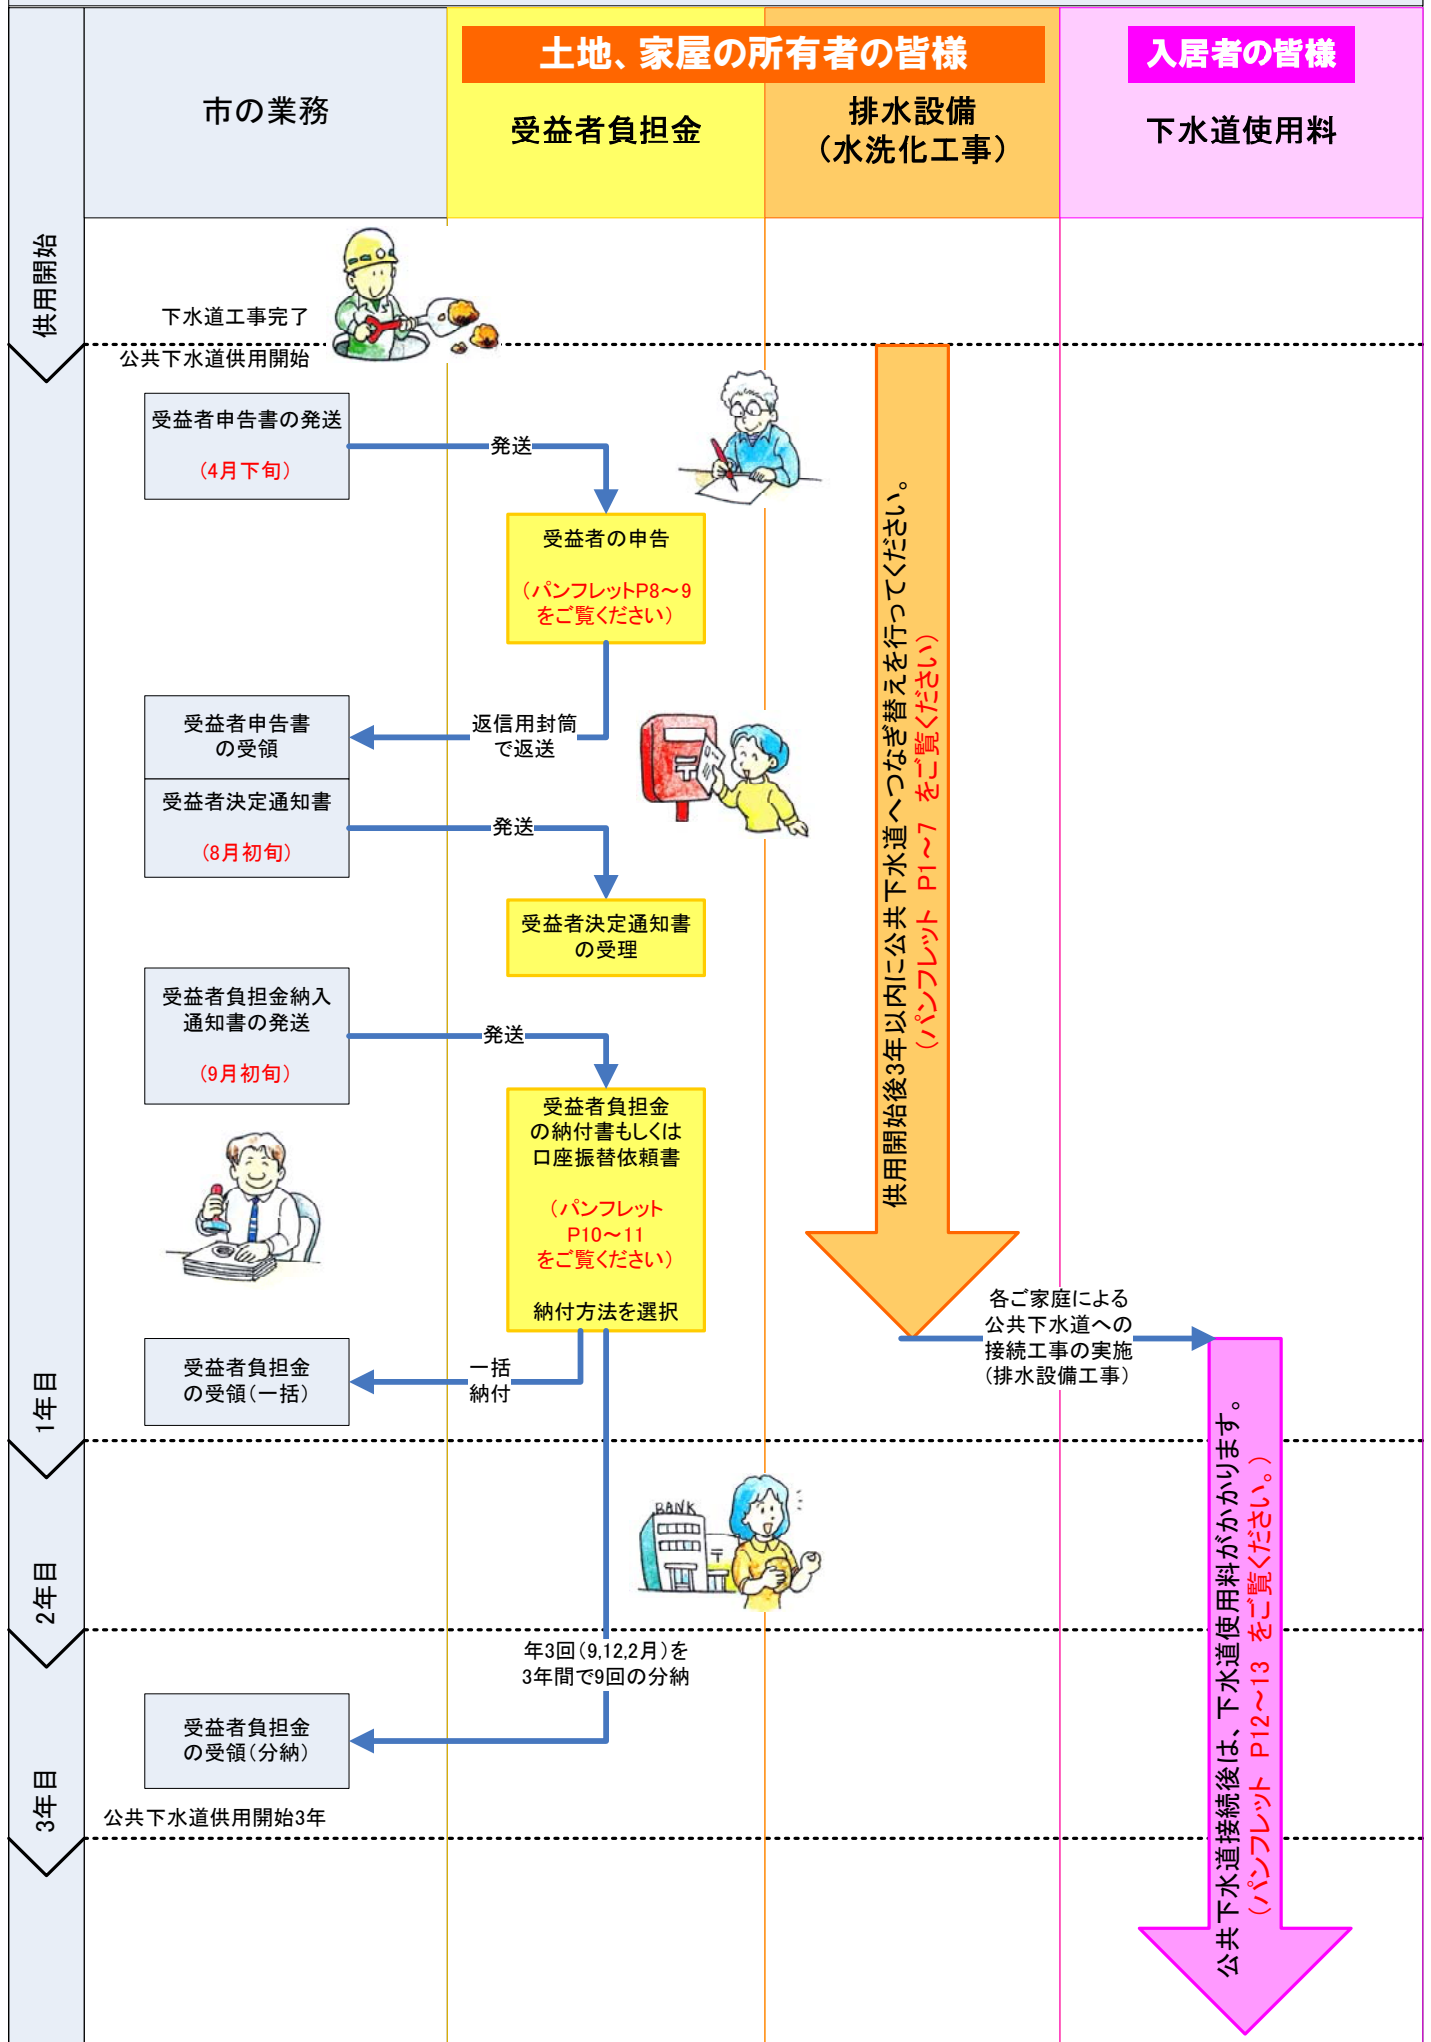 土地、家屋の所有者の皆様
入居者の皆様
市の業務
受益者負担金
排水設備
（水洗化工事）
下水道使用料
供用開始
下水道工事完了
公共下水道供用開始
受益者申告書の発送
（4月下旬）
発送
受益者の申告
（パンフレットP8～9
をご覧ください）
受益者申告書
の受領
返信用封筒
で返送
受益者決定通知書
（8月初旬）
発送
受益者決定通知書
の受理
受益者負担金納入
通知書の発送
（9月初旬）
発送
受益者負担金
の納付書もしくは
口座振替依頼書
（パンフレット
P10～11
をご覧ください）
納付方法を選択
供用開始後3年以内に公共下水道へつなぎ替えを行ってください。
（パンフレット P1～7 をご覧ください）
各ご家庭による
公共下水道への
接続工事の実施
（排水設備工事）
受益者負担金
の受領（一括）
一括
納付
1年目
BANK
〒
2年目
年3回（9,12,2月）を
3年間で9回の分納
受益者負担金
の受領（分納）
3年目
公共下水道供用開始3年
公共下水道接続後は、下水道使用料がかかります。
（パンフレット P12～13 をご覧ください。）